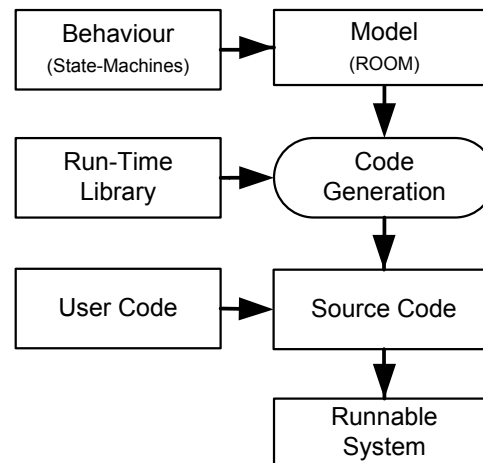 Behaviour
(State-Machines)
Model
(ROOM)
Run-Time
Library
Code
Generation
User Code
Source Code
Runnable
System